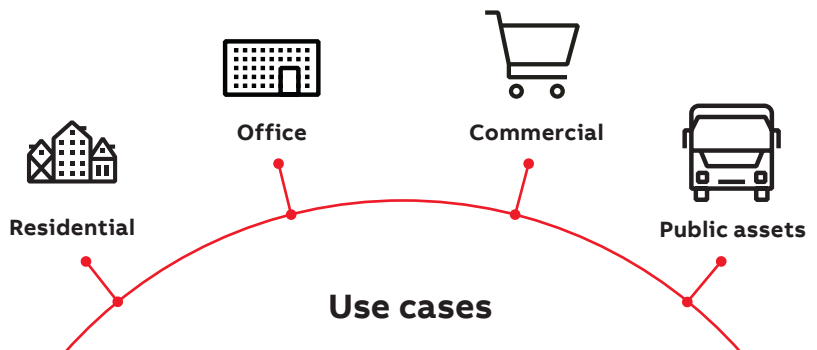 Office
Commercial
Residential
Public assets
Use cases